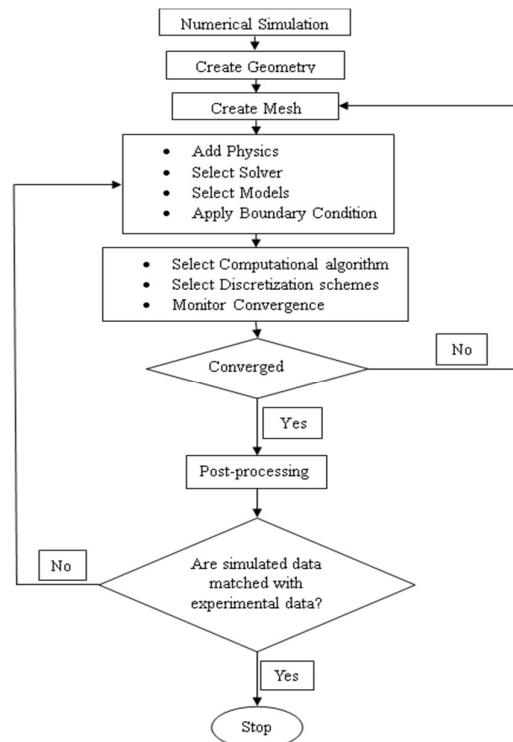 Numerical Simulation
Create Geometry
Create Mesh
• Add Physics
• Select Solver
• Select Models
• Apply Boundary Condition
• Select Computational algorithm
• Select Discretization schemes
• Monitor Convergence
Converged
No
Yes
Post-processing
Are simulated data
matched with
experimental data?
No
Yes
Stop